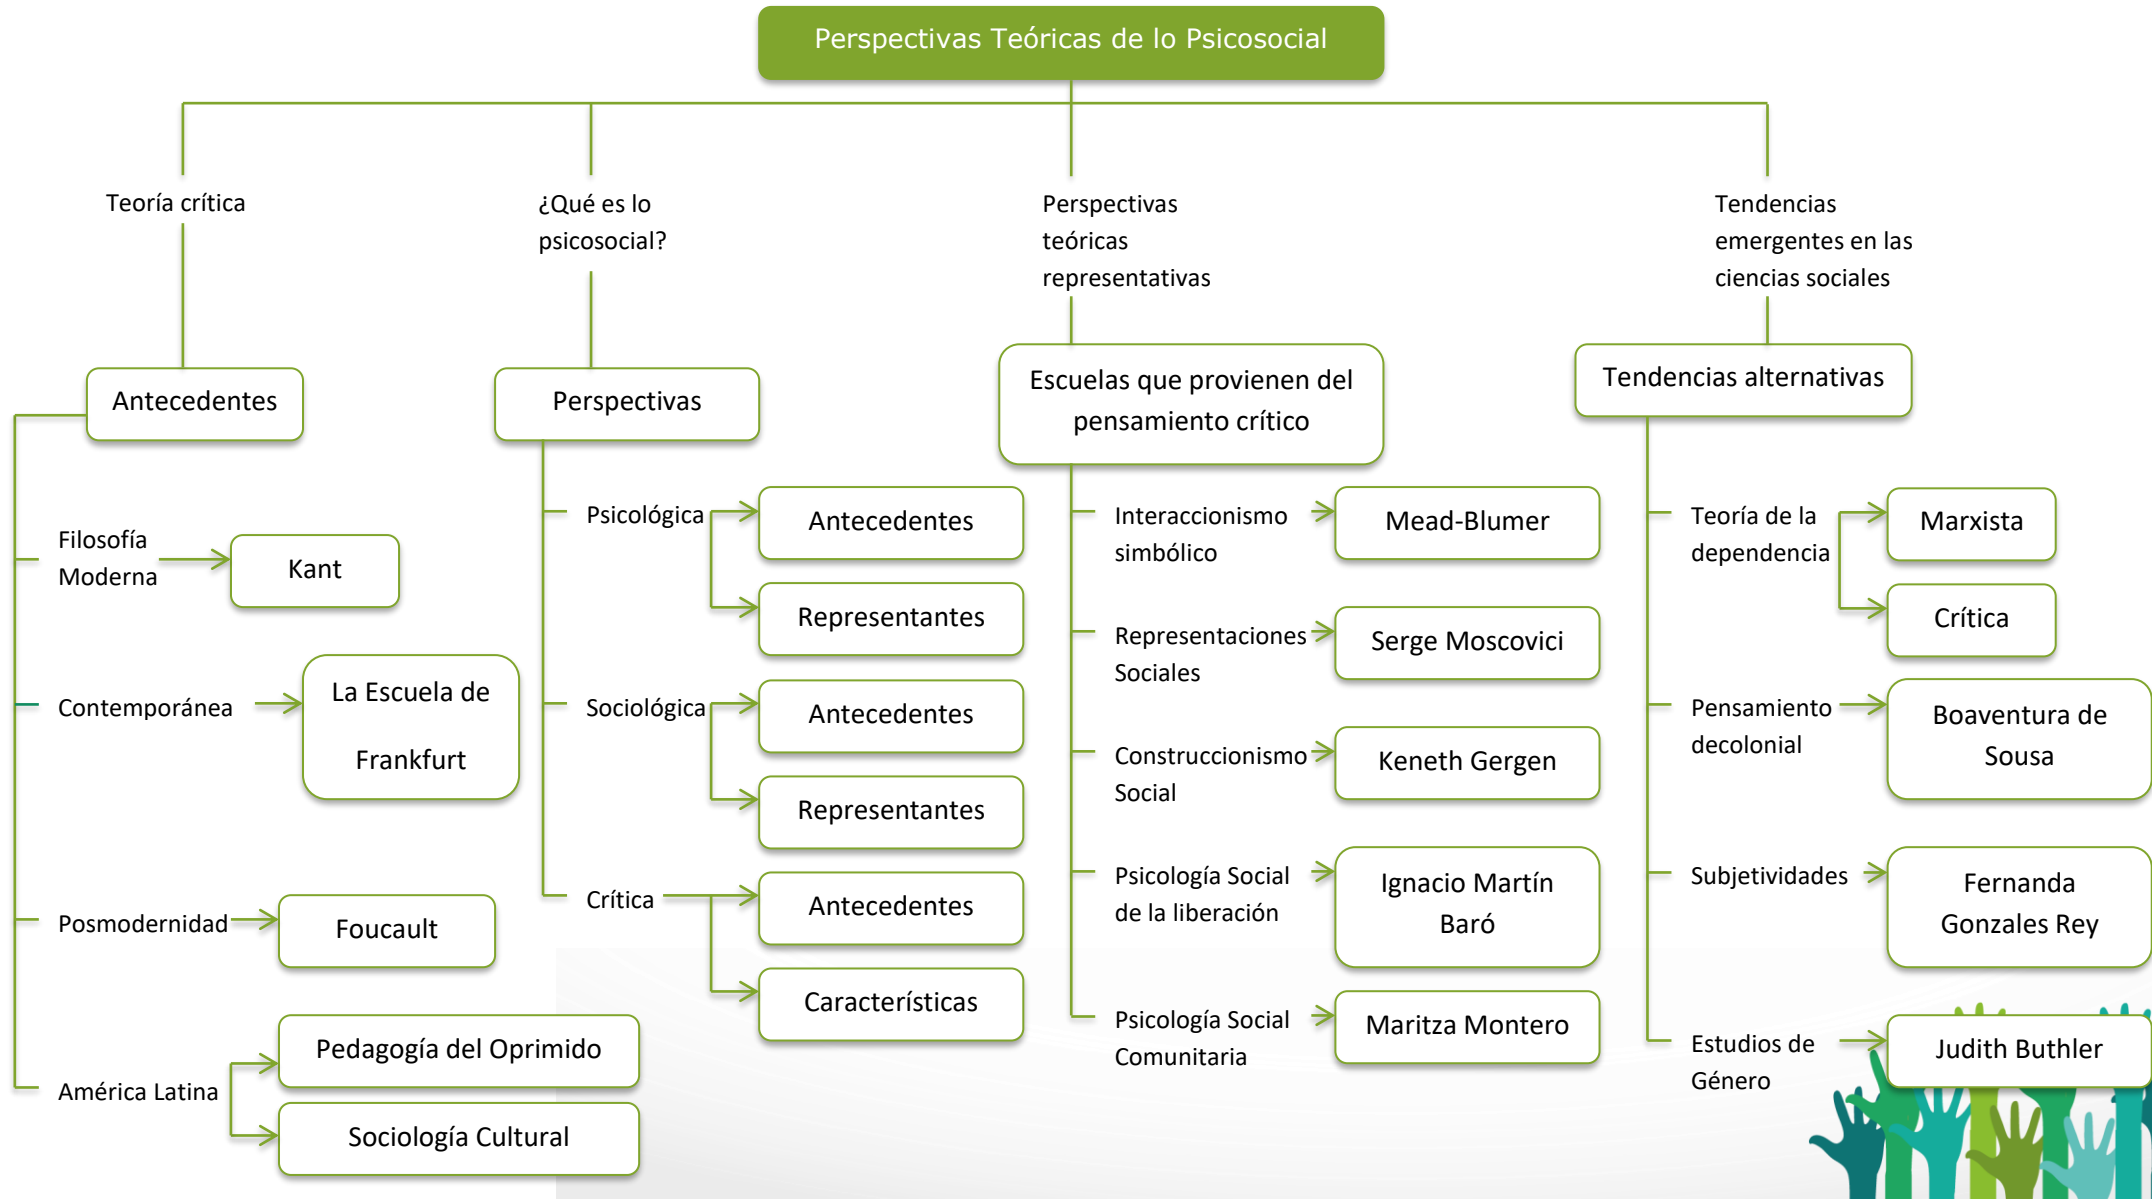 Perspectivas Teóricas de lo Psicosocial
Teoría crítica
Antecedentes
Filosofía
Moderna
Kant
Contemporánea
La Escuela de
Frankfurt
Posmodernidad
Foucault
América Latina
Pedagogía del Oprimido
Sociología Cultural
¿Qué es lo
psicosocial?
Perspectivas
Psicológica
Antecedentes
Representantes
Sociológica
Antecedentes
Representantes
Crítica
Antecedentes
Características
Perspectivas
teóricas
representativas
Escuelas que provienen del
pensamiento crítico
Interaccionismo
simbólico
Mead-Blumer
Representaciones
Sociales
Serge Moscovici
Construccionismo
Social
Keneth Gergen
Psicología Social
de la liberación
Ignacio Martín
Baró
Psicología Social
Comunitaria
Maritza Montero
Tendencias
emergentes en las
ciencias sociales
Tendencias alternativas
Teoría de la
dependencia
Marxista
Crítica
Pensamiento
decolonial
Boaventura de
Sousa
Subjetividades
Fernanda
Gonzales Rey
Estudios de
Género
Judith Buthler